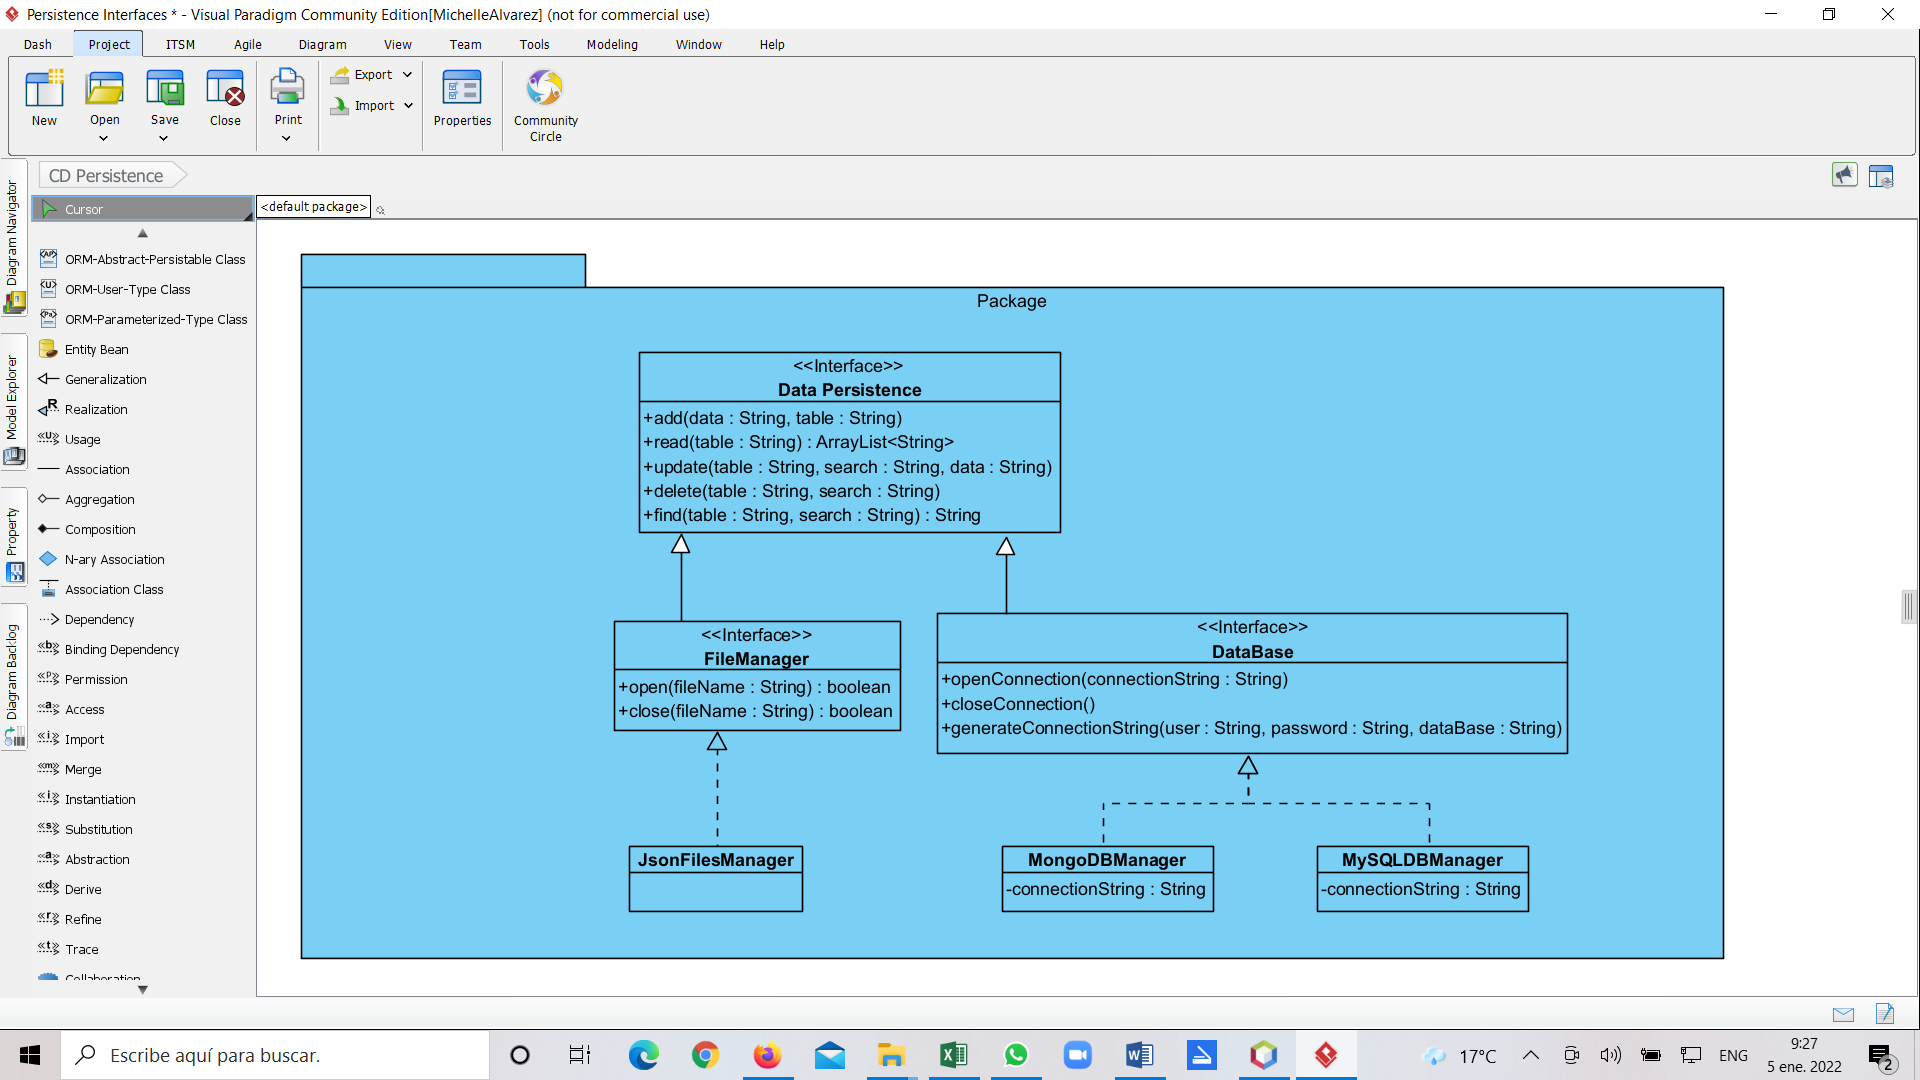 Persistence Interfaces * - Visual Paradigm Community Edition[MichelleAlvarez] (not for commercial use)
Dash Project ITSM Agile Diagram View Team Tools Modeling Window Help
New Open Save Close Print Export Import Properties Community Circle
CD Persistence
Diagram Navigator
Model Explorer
Property
Diagram Backlog
Cursor
<default package>
ORM-Abstract-Persistable Class
ORM-User-Type Class
ORM-Parameterized-Type Class
Entity Bean
Generalization
Realization
Usage
Association
Aggregation
Composition
N-ary Association
Association Class
Dependency
Binding Dependency
Permission
Access
Import
Merge
Instantiation
Substitution
Abstraction
Derive
Refine
Trace
Collaboration
Package
<<Interface>>
Data Persistence
+add(data : String, table : String)
+read(table : String) : ArrayList<String>
+update(table : String, search : String, data : String)
+delete(table : String, search : String)
+find(table : String, search : String) : String
<<Interface>>
FileManager
+open(fileName : String) : boolean
+close(fileName : String) : boolean
<<Interface>>
DataBase
+openConnection(connectionString : String)
+closeConnection()
+generateConnectionString(user : String, password : String, dataBase : String)
JsonFilesManager
MongoDBManager
-connectionString : String
MySQLDBManager
-connectionString : String
Escribe aquí para buscar.
17°C
ENG
9:27
5 ene. 2022
2